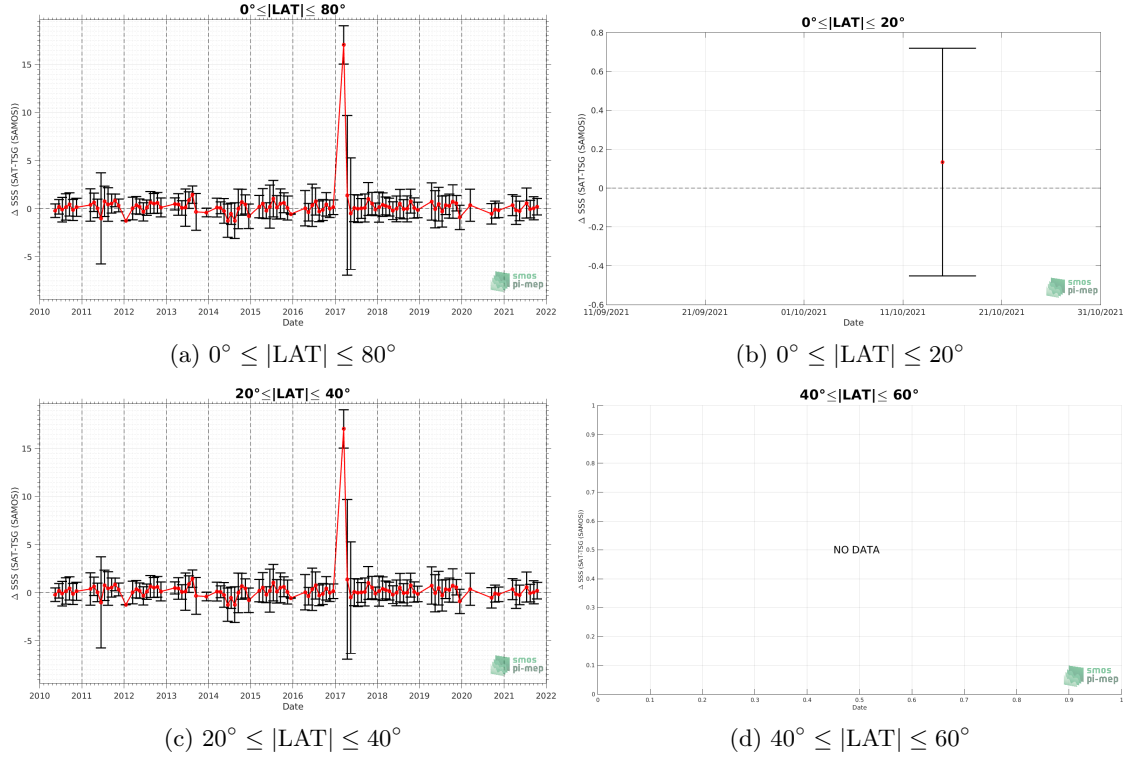 0°≤|LAT|≤ 80°
Δ SSS (SAT-TSG (SAMOS))
15
10
5
0
-5
2010 2011 2012 2013 2014 2015 2016 2017 2018 2019 2020 2021 2022
Date
smos
pi-mep
(a) 0° ≤ |LAT| ≤ 80°
0°≤|LAT|≤ 20°
Δ SSS (SAT-TSG (SAMOS))
0.8
0.6
0.4
0.2
0
-0.2
-0.4
-0.6
11/09/2021 21/09/2021 01/10/2021 11/10/2021 21/10/2021 31/10/2021
Date
smos
pi-mep
(b) 0° ≤ |LAT| ≤ 20°
20°≤|LAT|≤ 40°
Δ SSS (SAT-TSG (SAMOS))
15
10
5
0
-5
2010 2011 2012 2013 2014 2015 2016 2017 2018 2019 2020 2021 2022
Date
smos
pi-mep
(c) 20° ≤ |LAT| ≤ 40°
40°≤|LAT|≤ 60°
Δ SSS (SAT-TSG (SAMOS))
1
0.9
0.8
0.7
0.6
0.5
0.4
0.3
0.2
0.1
0
NO DATA
0 0.1 0.2 0.3 0.4 0.5 0.6 0.7 0.8 0.9 1
Date
smos
pi-mep
(d) 40° ≤ |LAT| ≤ 60°